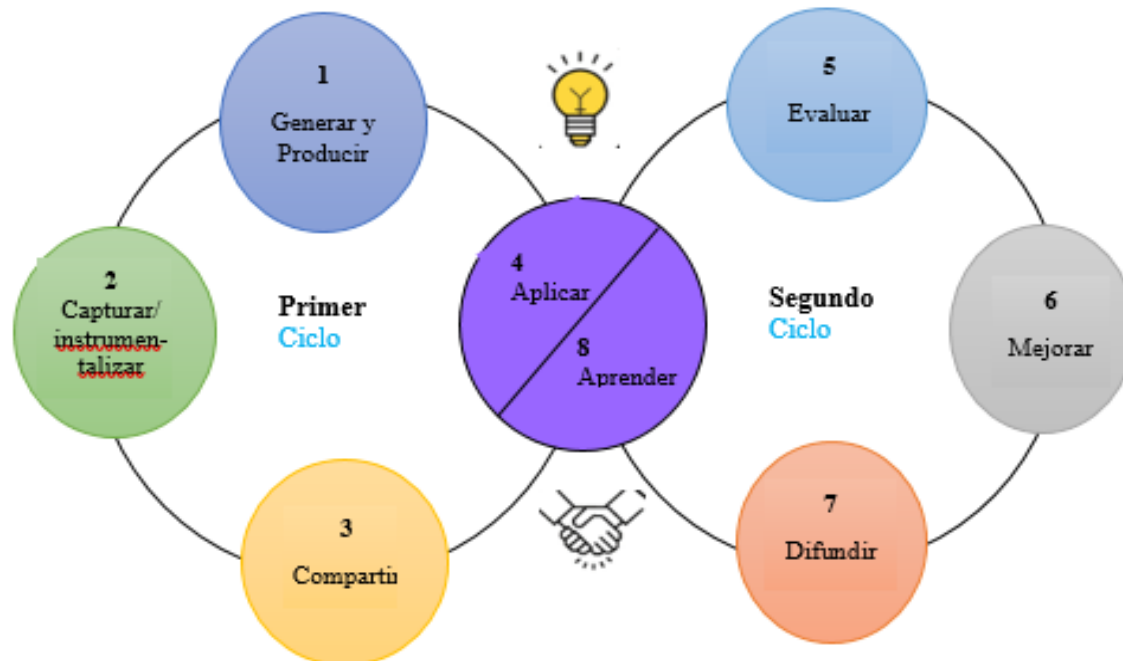 1
Generar y
Producir
2
Capturar/
instrumen-
talizar
3
Compartir
Primer
Ciclo
4
Aplicar
8
Aprender
5
Evaluar
6
Mejorar
7
Difundir
Segundo
Ciclo